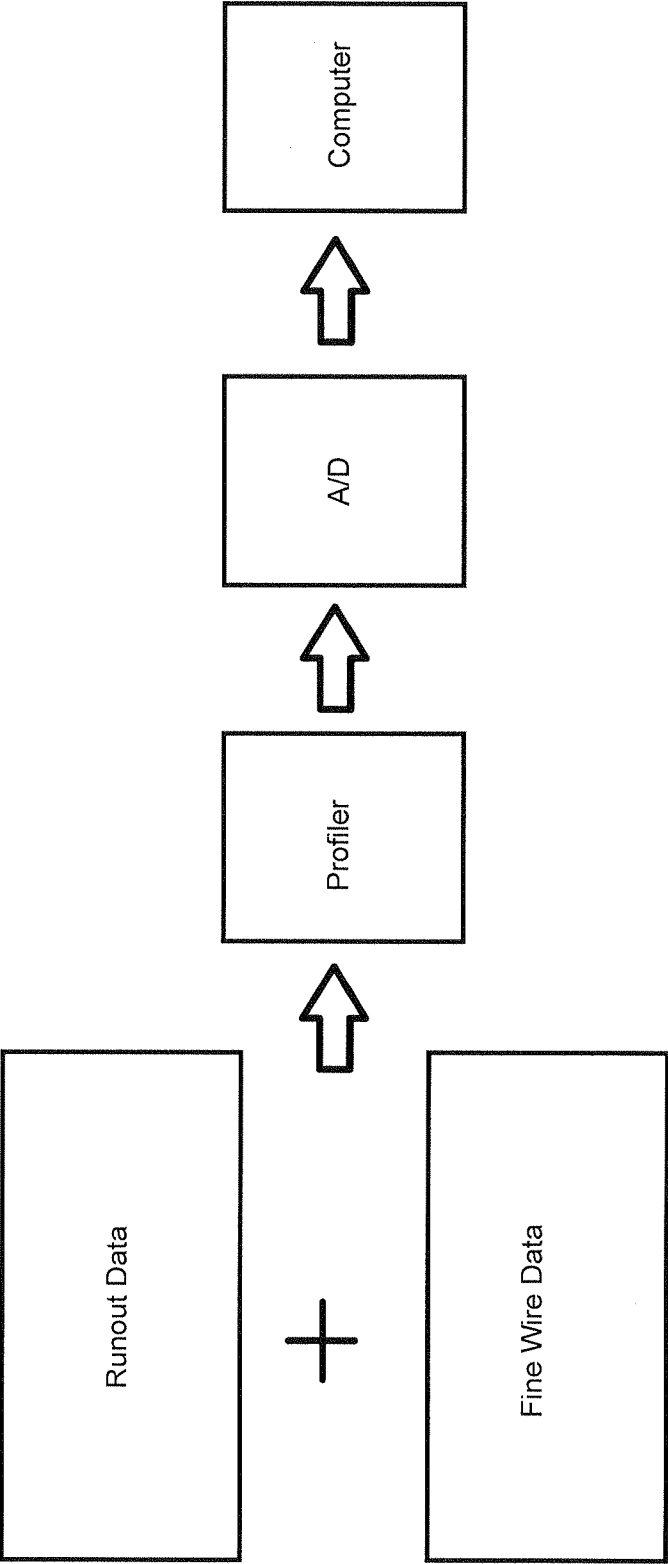 Runout Data
+
Fine Wire Data
Profiler
A/D
Computer